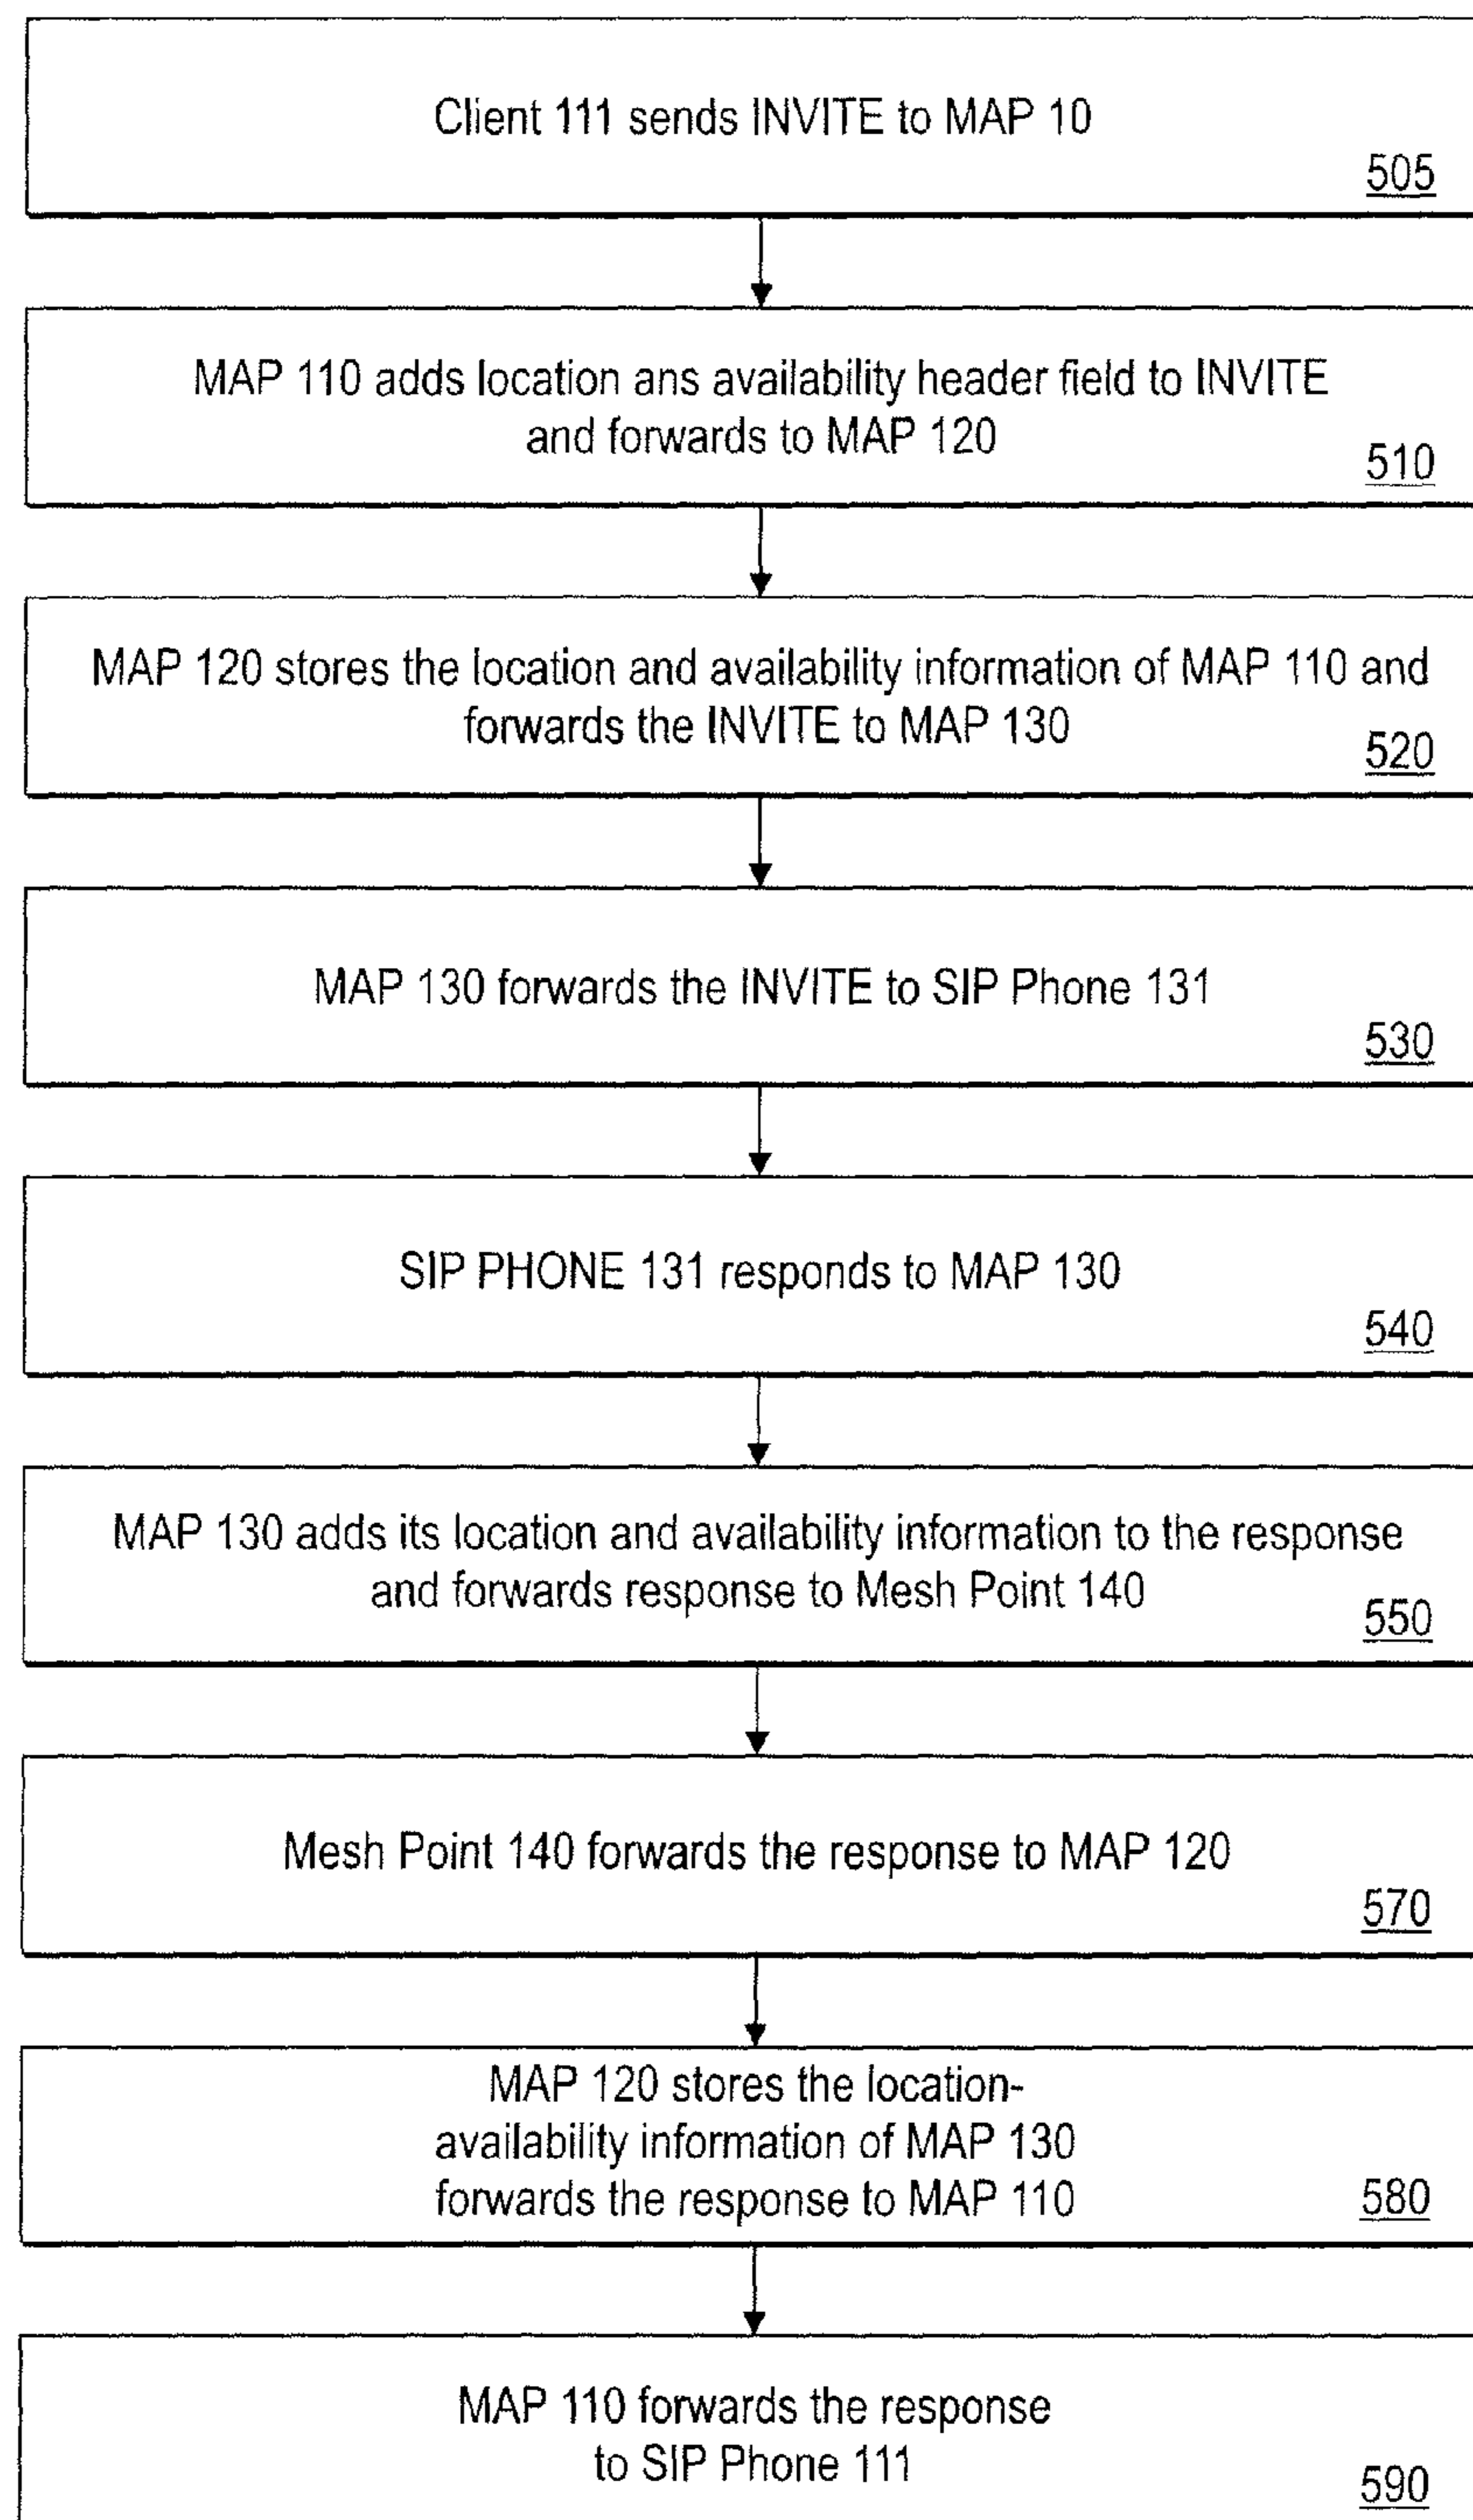 Client 111 sends INVITE to MAP 10
505
MAP 110 adds location ans availability header field to INVITE
and forwards to MAP 120
510
MAP 120 stores the location and availability information of MAP 110 and
forwards the INVITE to MAP 130
520
MAP 130 forwards the INVITE to SIP Phone 131
530
SIP PHONE 131 responds to MAP 130
540
MAP 130 adds its location and availability information to the response
and forwards response to Mesh Point 140
550
Mesh Point 140 forwards the response to MAP 120
570
MAP 120 stores the location-
availability information of MAP 130
forwards the response to MAP 110
580
MAP 110 forwards the response
to SIP Phone 111
590